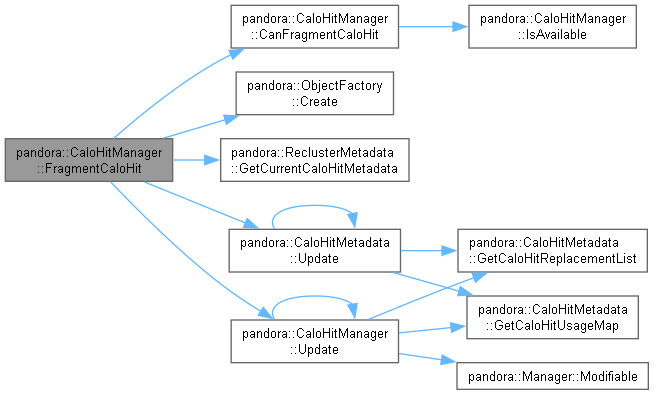 pandora::CaloHitManager
::FragmentCaloHit
pandora::CaloHitManager
::CanFragmentCaloHit
pandora::CaloHitManager
::IsAvailable
pandora::ObjectFactory
::Create
pandora::ReclusterMetadata
::GetCurrentCaloHitMetadata
pandora::CaloHitMetadata
::Update
pandora::CaloHitMetadata
::GetCaloHitReplacementList
pandora::CaloHitMetadata
::GetCaloHitUsageMap
pandora::CaloHitManager
::Update
pandora::Manager::Modifiable